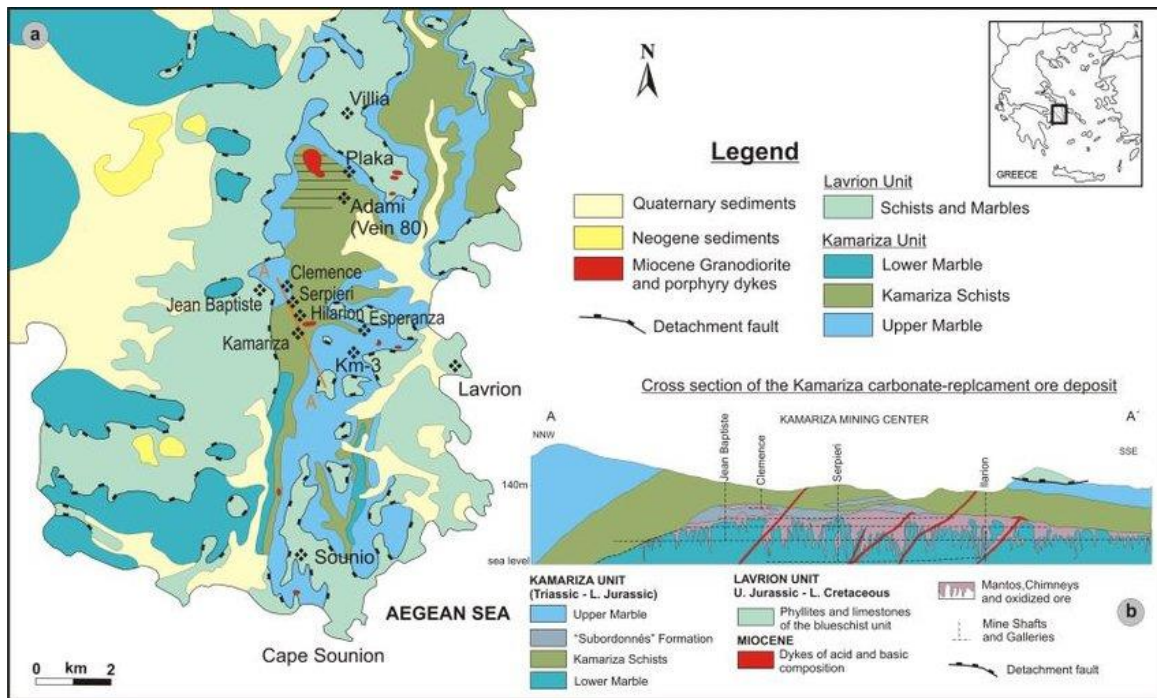 a
N
N
GREECE
Villia
Plaka
Adami
(Vein 80)
A
Clemence
Serpieri
Jean Baptiste
Hilarion
Esperanza
Kamariza
Km-3
Lavrion
A
Sounio
AEGEAN SEA
Cape Sounion
0 km 2
Legend
Quaternary sediments
Neogene sediments
Miocene Granodiorite
and porphyry dykes
Detachment fault
Lavrion Unit
Schists and Marbles
Kamariza Unit
Lower Marble
Kamariza Schists
Upper Marble
Cross section of the Kamariza carbonate-replcament ore deposit
A
NNW
KAMARIZA MINING CENTER
A´
SSE
Jean Baptiste
Clemence
Serpieri
Ilarion
140m
sea level
KAMARIZA UNIT
(Triassic - L. Jurassic)
Upper Marble
"Subordonnés" Formation
Kamariza Schists
Lower Marble
LAVRION UNIT
U. Jurassic - L. Cretaceous
Phyllites and limestones
of the blueschist unit
MIOCENE
Dykes of acid and basic
composition
Mantos,Chimneys
and oxidized ore
Mine Shafts
and Galleries
Detachment fault
b